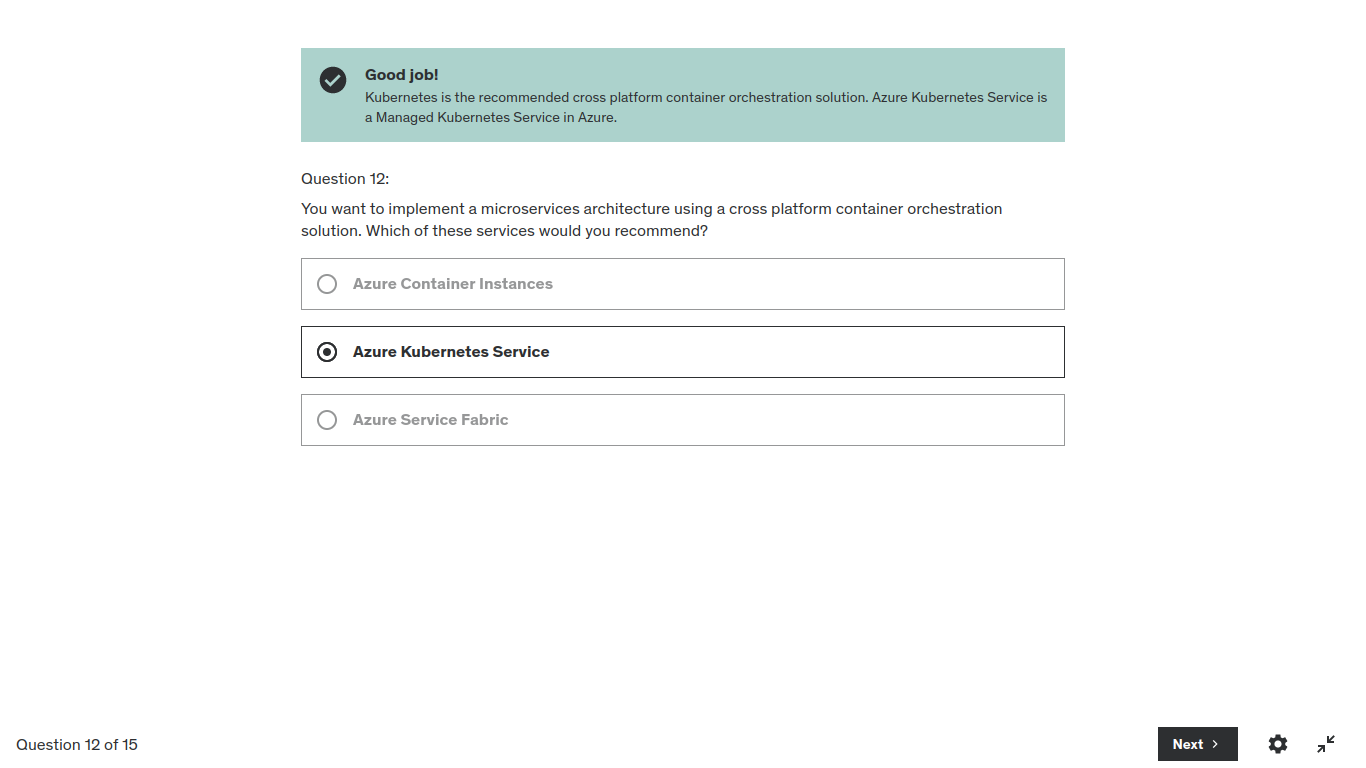 Good job!
Kubernetes is the recommended cross platform container orchestration solution. Azure Kubernetes Service is
a Managed Kubernetes Service in Azure.
Question 12:
You want to implement a microservices architecture using a cross platform container orchestration
solution. Which of these services would you recommend?
Azure Container Instances
Azure Kubernetes Service
Azure Service Fabric
Question 12 of 15
Next